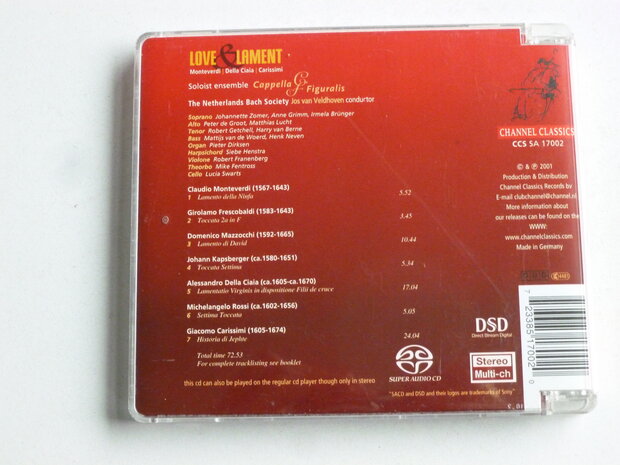 LOVE & LAMENT
Monteverdi | Della Ciaia | Carissimi
Soloist ensemble Cappella Figuralis
The Netherlands Bach Society Jos van Veldhoven conductor
Soprano Johannette Zomer, Anne Grimm, Irmela Brünger
Alto Peter de Groot, Matthias Lucht
Tenor Robert Getchell, Harry van Berne
Bass Mattijs van de Woerd, Henk Neven
Organ Pieter Dirksen
Harpsichord Siebe Henstra
Violone Robert Franenberg
Theorbo Mike Fentross
Cello Lucia Swarts
Claudio Monteverdi (1567-1643)
1 Lamento della Ninfa 5.52
Girolamo Frescobaldi (1583-1643)
2 Toccata 2a in F 3.45
Domenico Mazzocchi (1592-1665)
3 Lamento di David 10.44
Johann Kapsberger (ca.1580-1651)
4 Toccata Settima 5.34
Alessandro Della Ciaia (ca.1605-ca.1670)
5 Lamentatio Virginis in dispositione Filii de cruce 17.04
Michelangelo Rossi (ca.1602-1656)
6 Settima Toccata 5.05
Giacomo Carissimi (1605-1674)
7 Historia di Jephte 24.04
Total time 72.53
For complete tracklisting see booklet
this cd can also be played on the regular cd player though only in stereo
CHANNEL CLASSICS
CCS SA 17002
© & ℗ 2001
Production & Distribution
Channel Classics Records bv
E-mail clubchannel@channel.nl
More information about
our releases can be found on the
WWW:
www.channelclassics.com
Made in Germany
7 23385 17002 0
DSD
Direct Stream Digital
SUPER AUDIO CD
Stereo
Multi-ch
"SACD and DSD and their logos are trademarks of Sony"